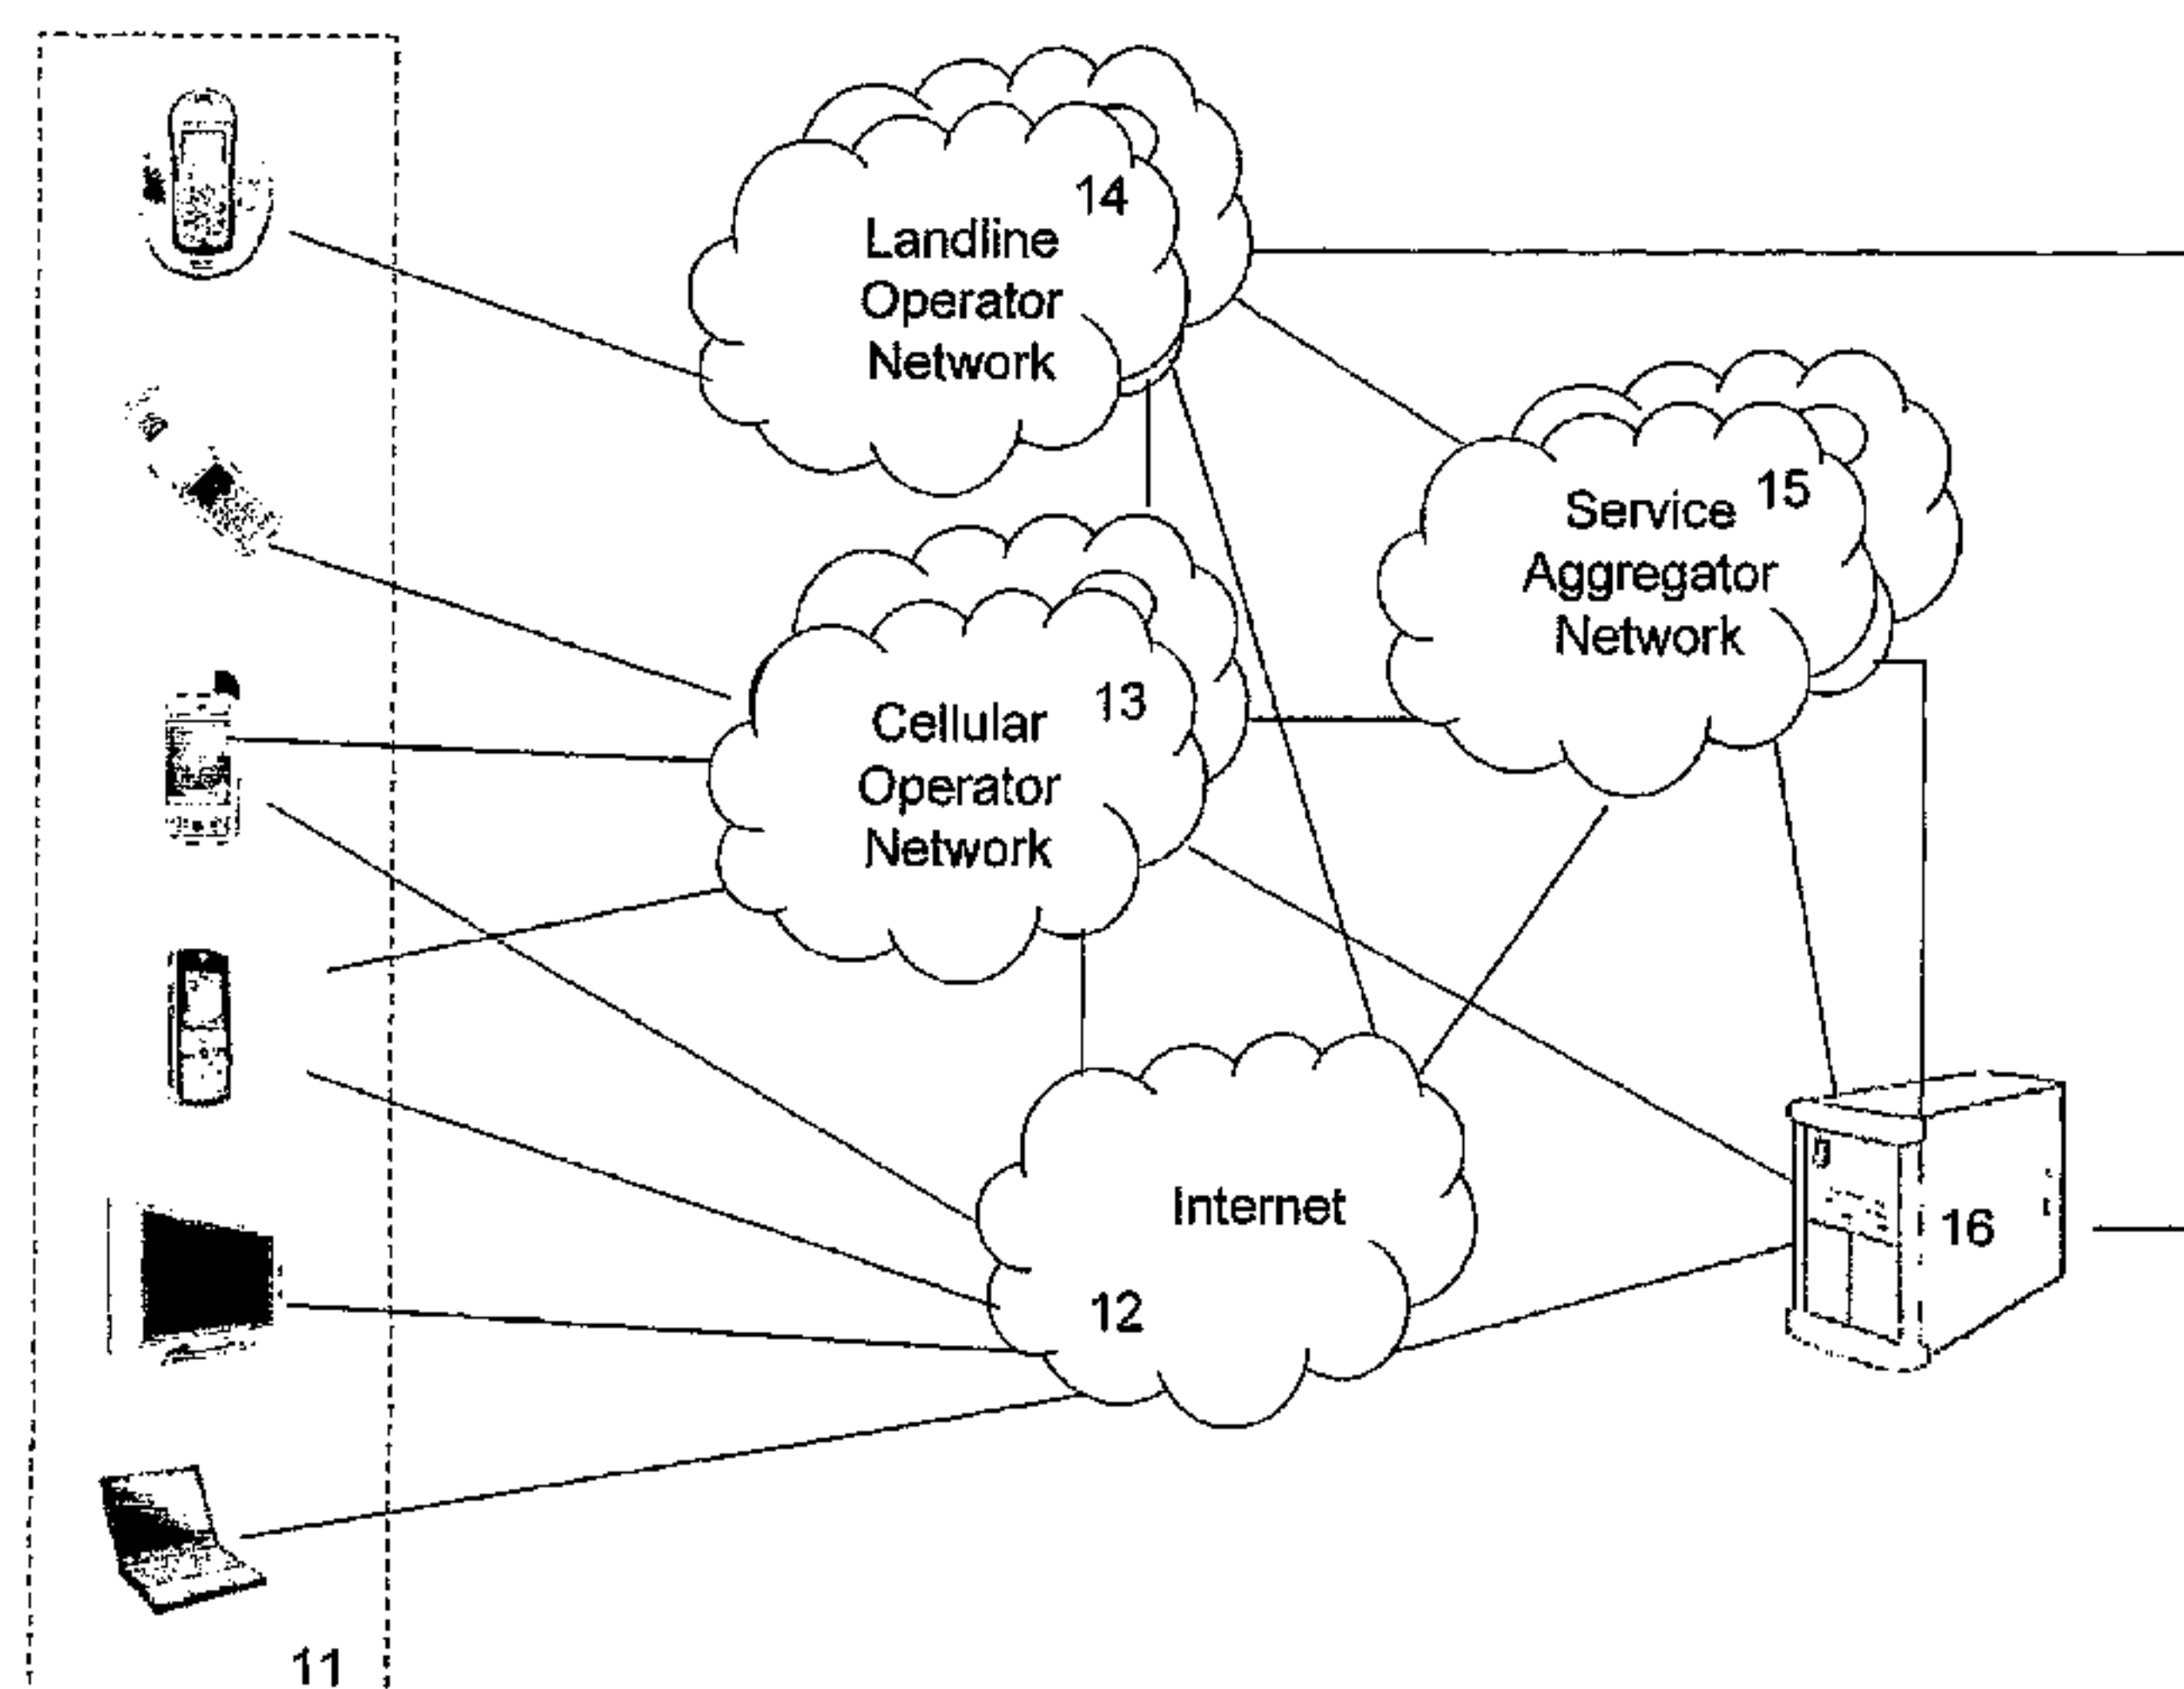 14
Landline
Operator
Network
15
Service
Aggregator
Network
13
Cellular
Operator
Network
Internet
12
16
11